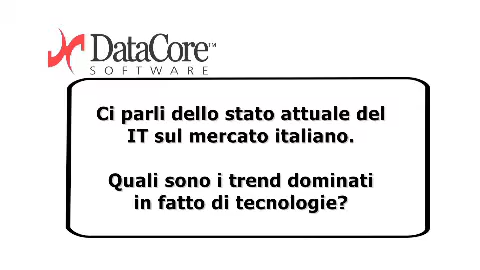 DataCore™
SOFTWARE
Ci parli dello stato attuale del
IT sul mercato italiano.
Quali sono i trend dominati
in fatto di tecnologie?